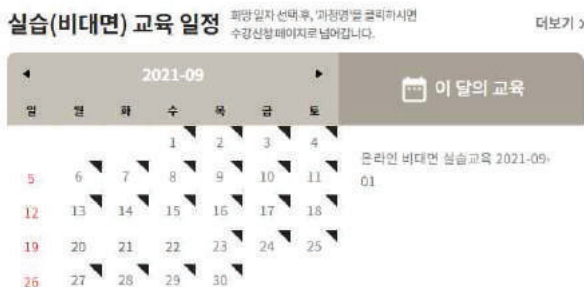 실습(비대면) 교육 일정
희망일자 선택 후, '과정명'을 클릭하시면
수강신청 페이지로 넘어갑니다.
더보기
2021-09
일 월 화 수 목 금 토
1 2 3 4
5 6 7 8 9 10 11
12 13 14 15 16 17 18
19 20 21 22 23 24 25
26 27 28 29 30
이 달의 교육
온라인 비대면 실습교육 2021-09-
01